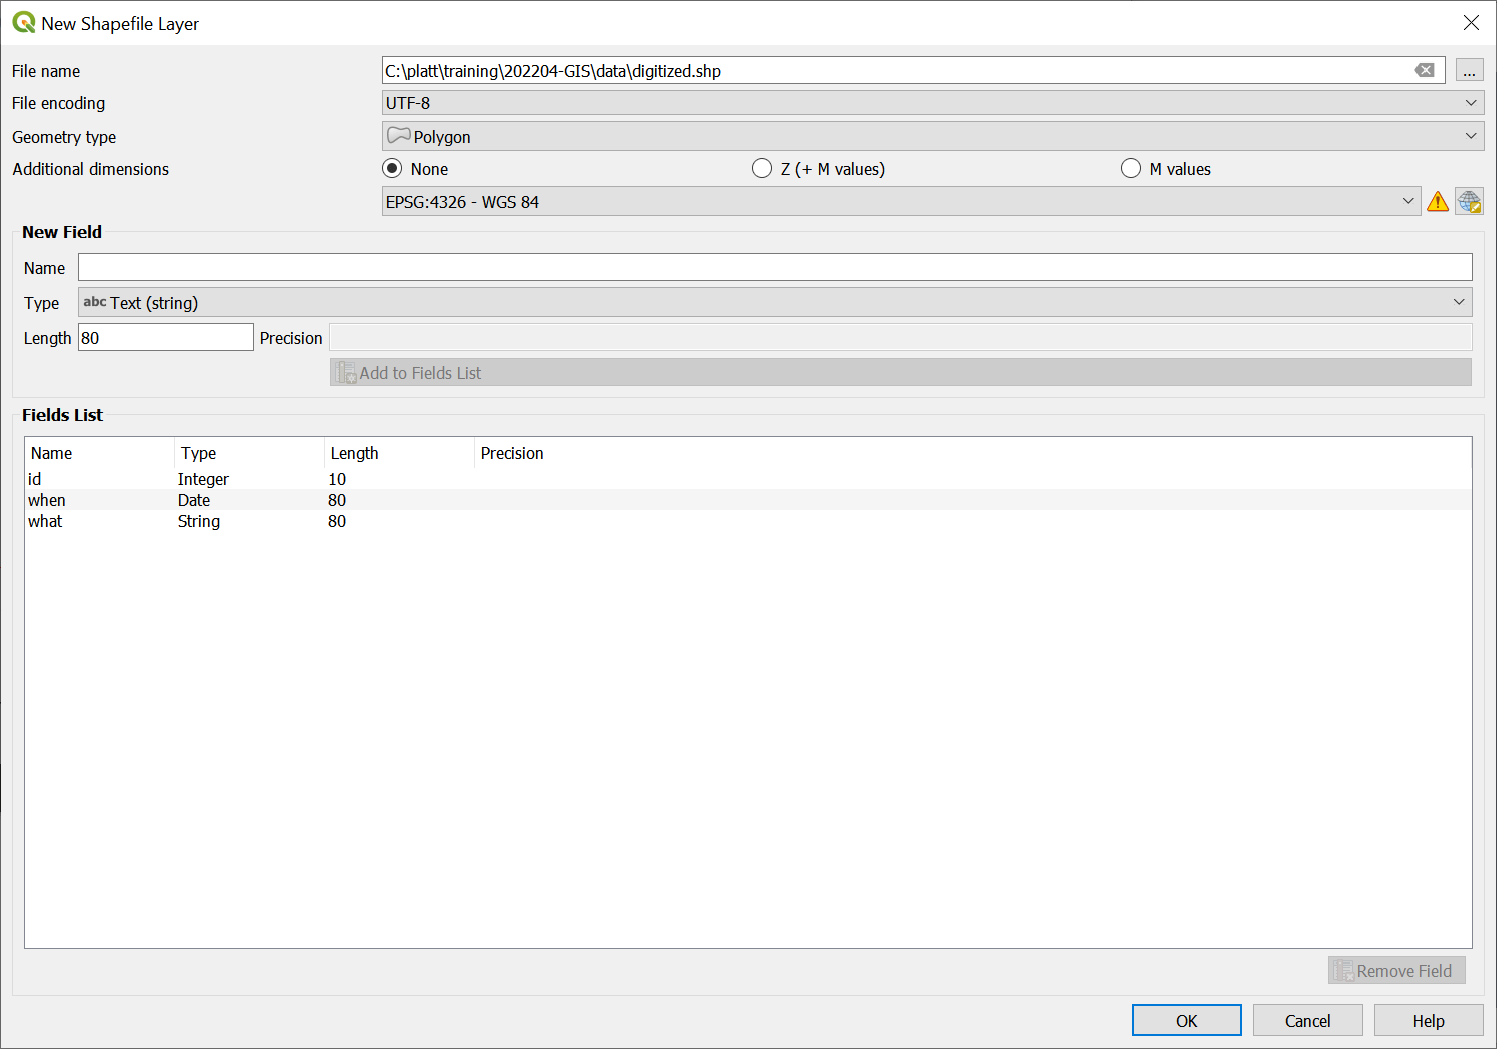 New Shapefile Layer
File name C:\platt\training\202204-GIS\data\digitized.shp ...
File encoding UTF-8
Geometry type Polygon
Additional dimensions None Z (+ M values) M values
EPSG:4326 - WGS 84
New Field
Name
Type abc Text (string)
Length 80 Precision
Add to Fields List
Fields List
Name Type Length Precision
id Integer 10
when Date 80
what String 80
Remove Field
OK Cancel Help